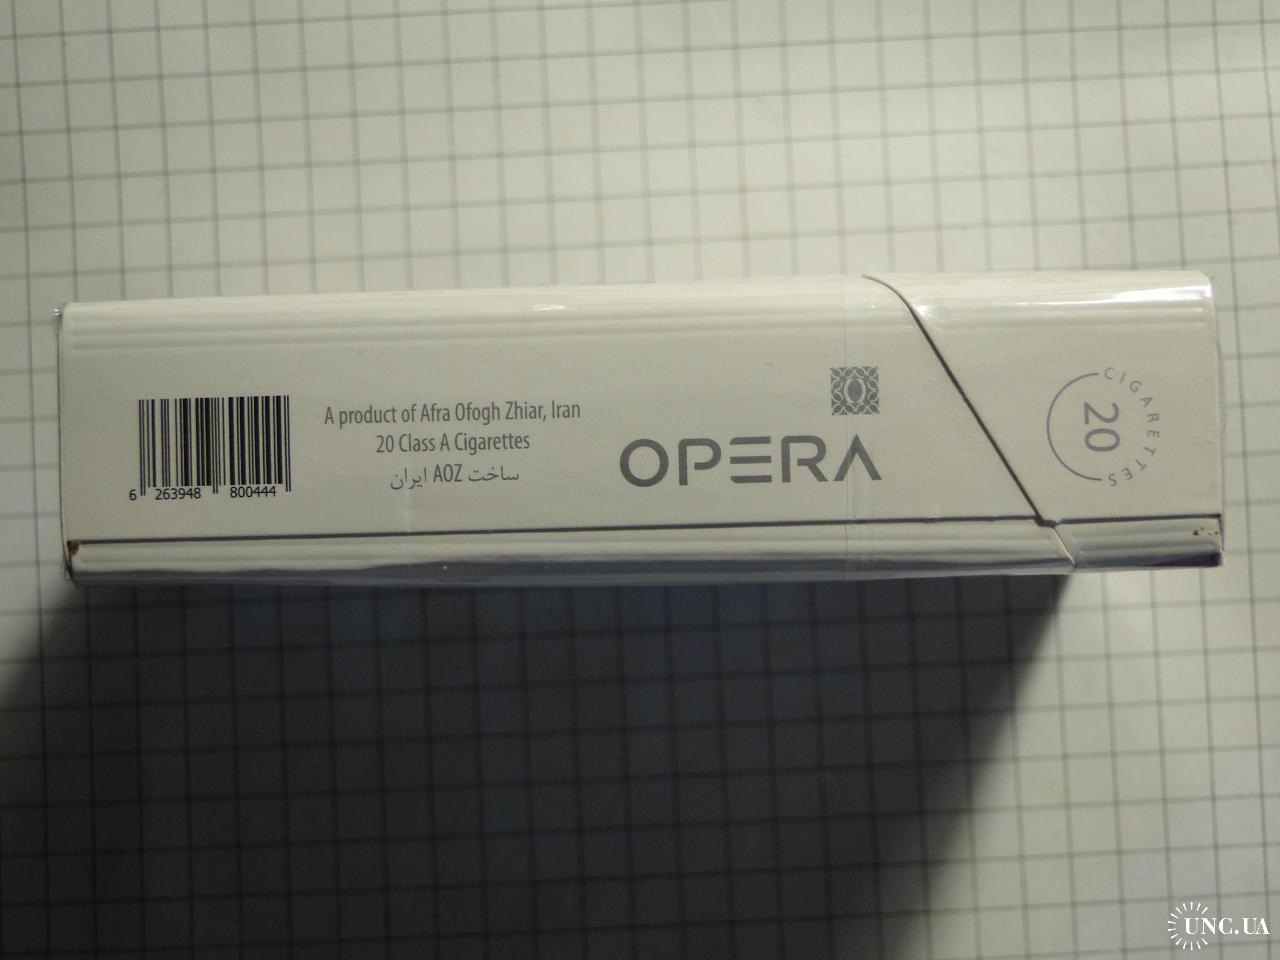 A product of Afra Ofogh Zhiar, Iran
20 Class A Cigarettes
ساخت AOZ ایران
6 263948 800444
OPERA
CIGARETTES
20
UNC.UA